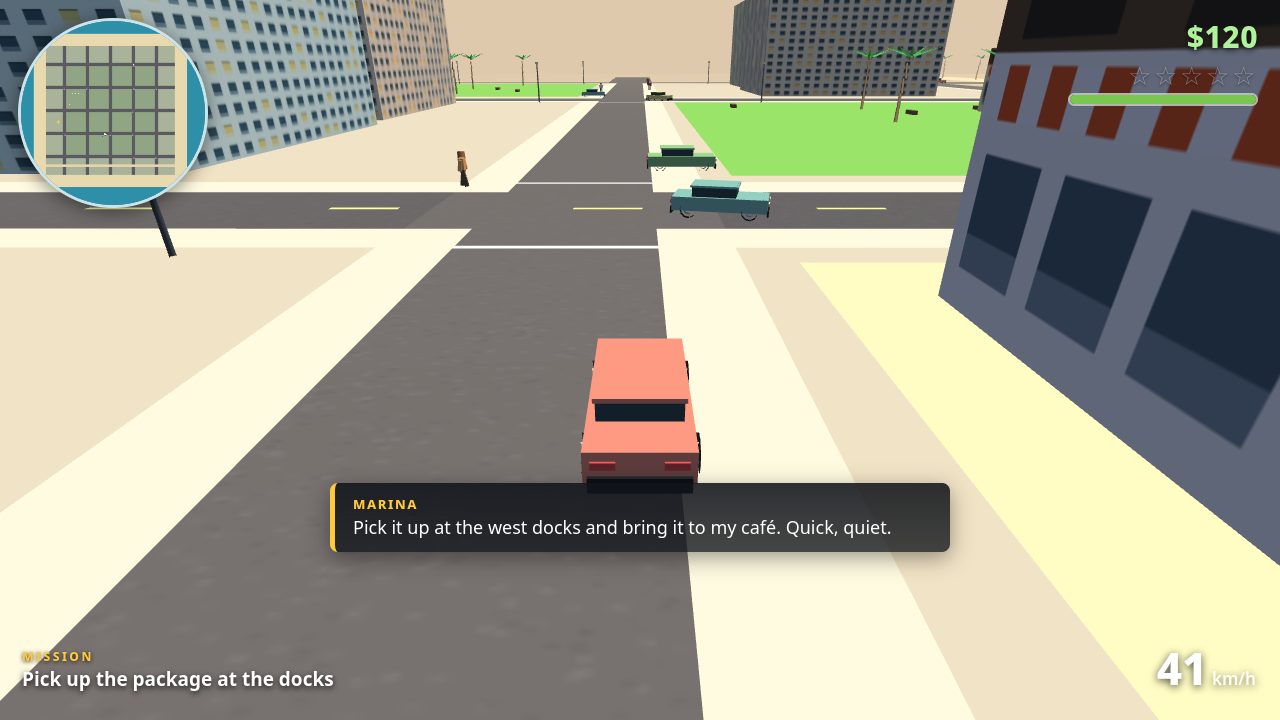 $120
MARINA
Pick it up at the west docks and bring it to my café. Quick, quiet.
MISSION
Pick up the package at the docks
41 km/h